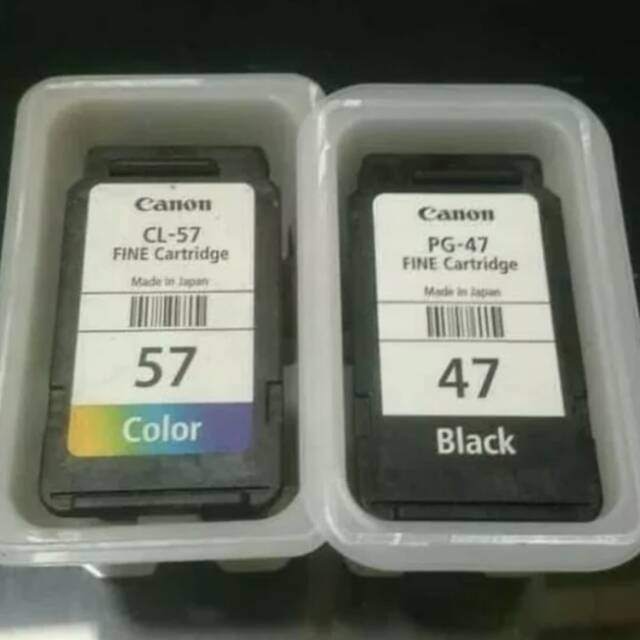 Canon
CL-57
FINE Cartridge
Made in Japan
57
Color
Canon
PG-47
FINE Cartridge
Made in Japan
47
Black